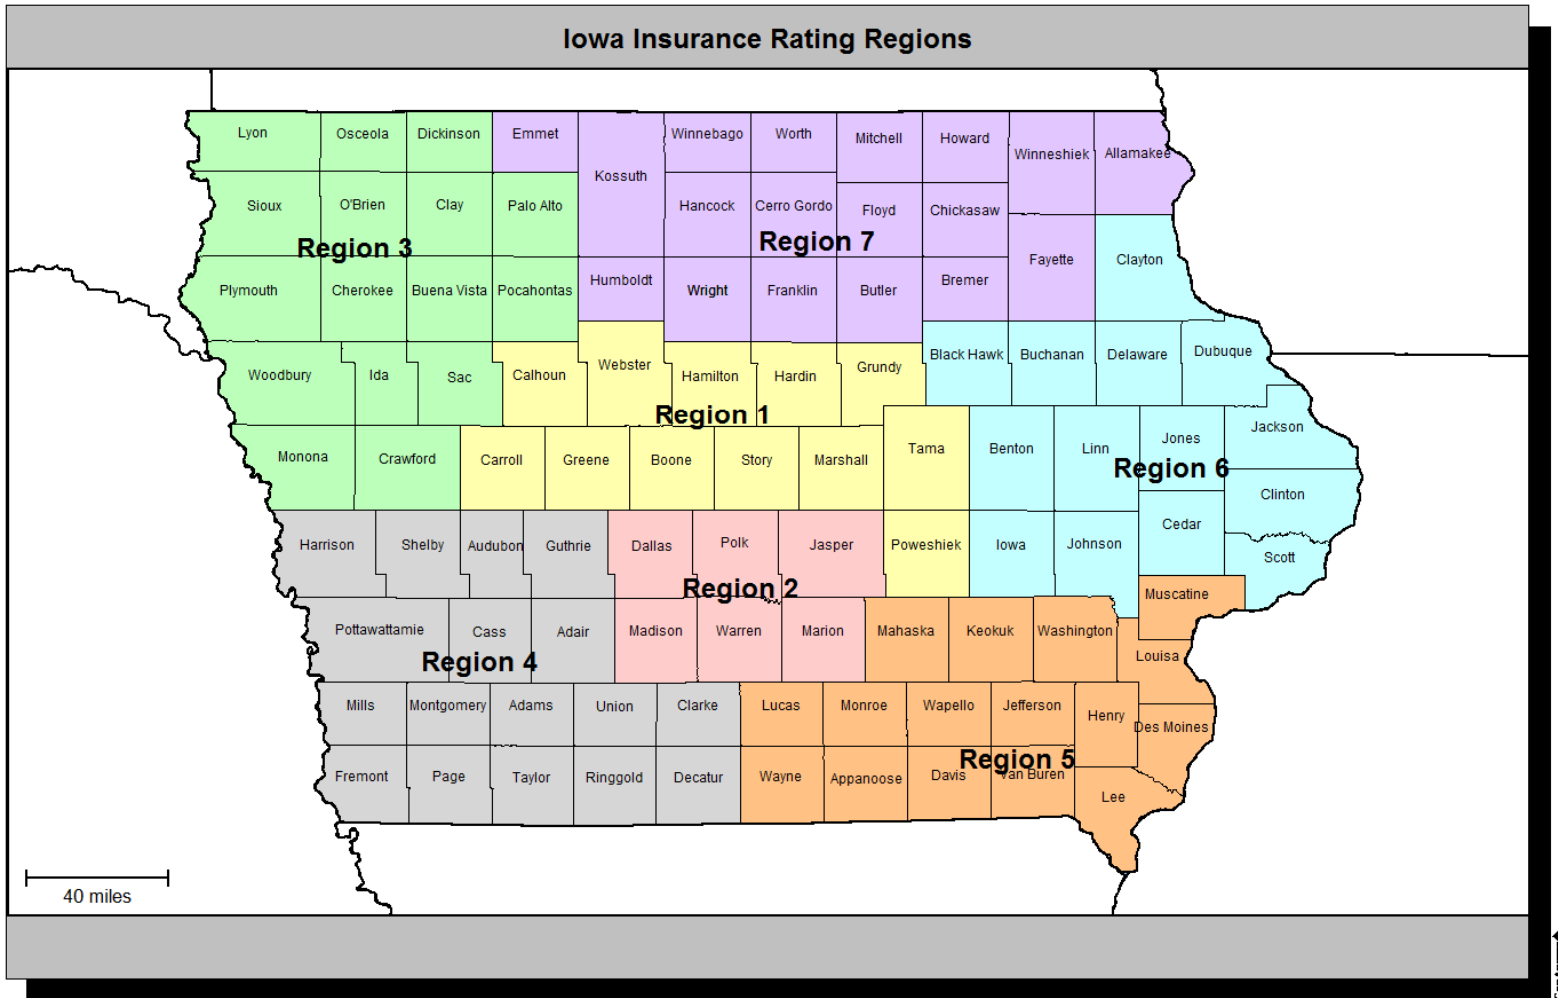 Iowa Insurance Rating Regions
Lyon Osceola Dickinson Emmet Winnebago Worth Mitchell Howard Winneshiek Allamakee
Kossuth
Sioux O'Brien Clay Palo Alto Hancock Cerro Gordo Floyd Chickasaw
Region 3 Region 7
Fayette Clayton
Plymouth Cherokee Buena Vista Pocahontas Humboldt Wright Franklin Butler Bremer
Woodbury Ida Sac Calhoun Webster Hamilton Hardin Grundy Black Hawk Buchanan Delaware Dubuque
Region 1
Monona Crawford Carroll Greene Boone Story Marshall Tama Benton Linn Jones Jackson
Region 6
Clinton
Harrison Shelby Audubon Guthrie Dallas Polk Jasper Poweshiek Iowa Johnson Cedar Scott
Region 2
Muscatine
Pottawattamie Cass Adair Madison Warren Marion Mahaska Keokuk Washington Louisa
Region 4
Mills Montgomery Adams Union Clarke Lucas Monroe Wapello Jefferson Henry Des Moines
Region 5
Fremont Page Taylor Ringgold Decatur Wayne Appanoose Davis Van Buren Lee
40 miles